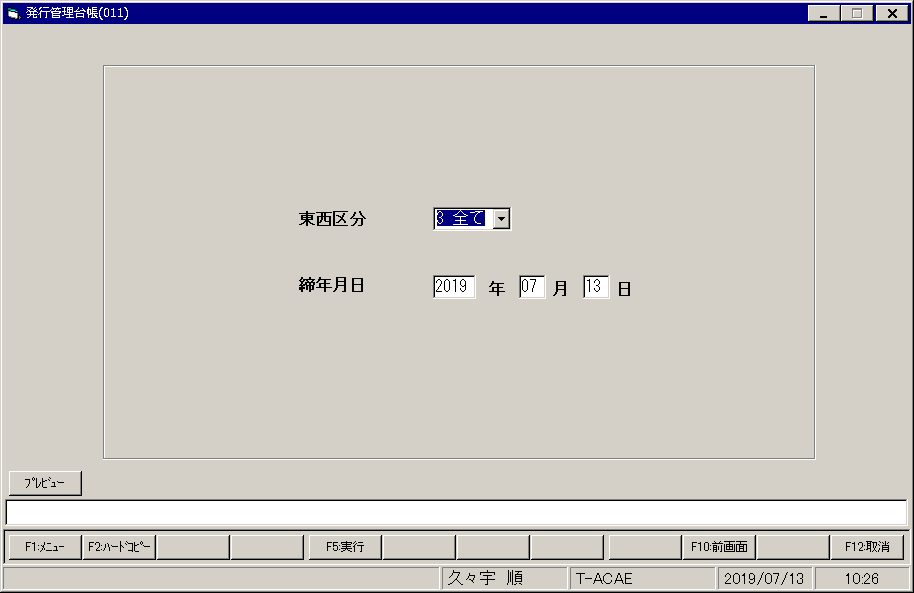 発行管理台帳(011)
東西区分 3 全て
締年月日 2019 年 07 月 13 日
ﾌﾟﾚﾋﾞｭｰ
F1:ﾒﾆｭｰ F2:ﾊｰﾄﾞｺﾋﾟｰ F5:実行 F10:前画面 F12:取消
久々宇 順 T-ACAE 2019/07/13 10:26